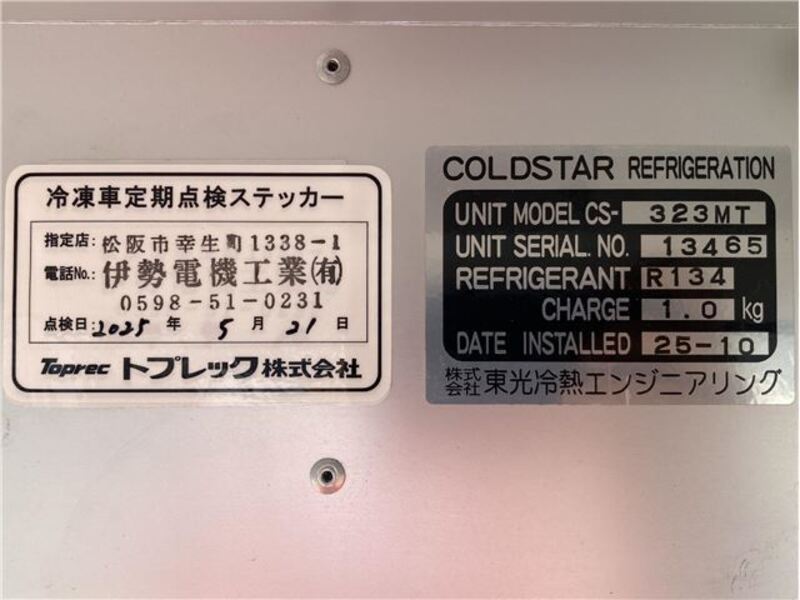 冷凍車定期点検ステッカー
指定店: 松阪市幸生町1338-1
電話No.: 伊勢電機工業(有)
0598-51-0231
点検日: 2025 年 5 月 21 日
Toprec トプレック株式会社
COLDSTAR REFRIGERATION
UNIT MODEL CS- 323MT
UNIT SERIAL. NO. 13465
REFRIGERANT R134
CHARGE 1.0 kg
DATE INSTALLED 25-10
株式会社 東光冷熱エンジニアリング